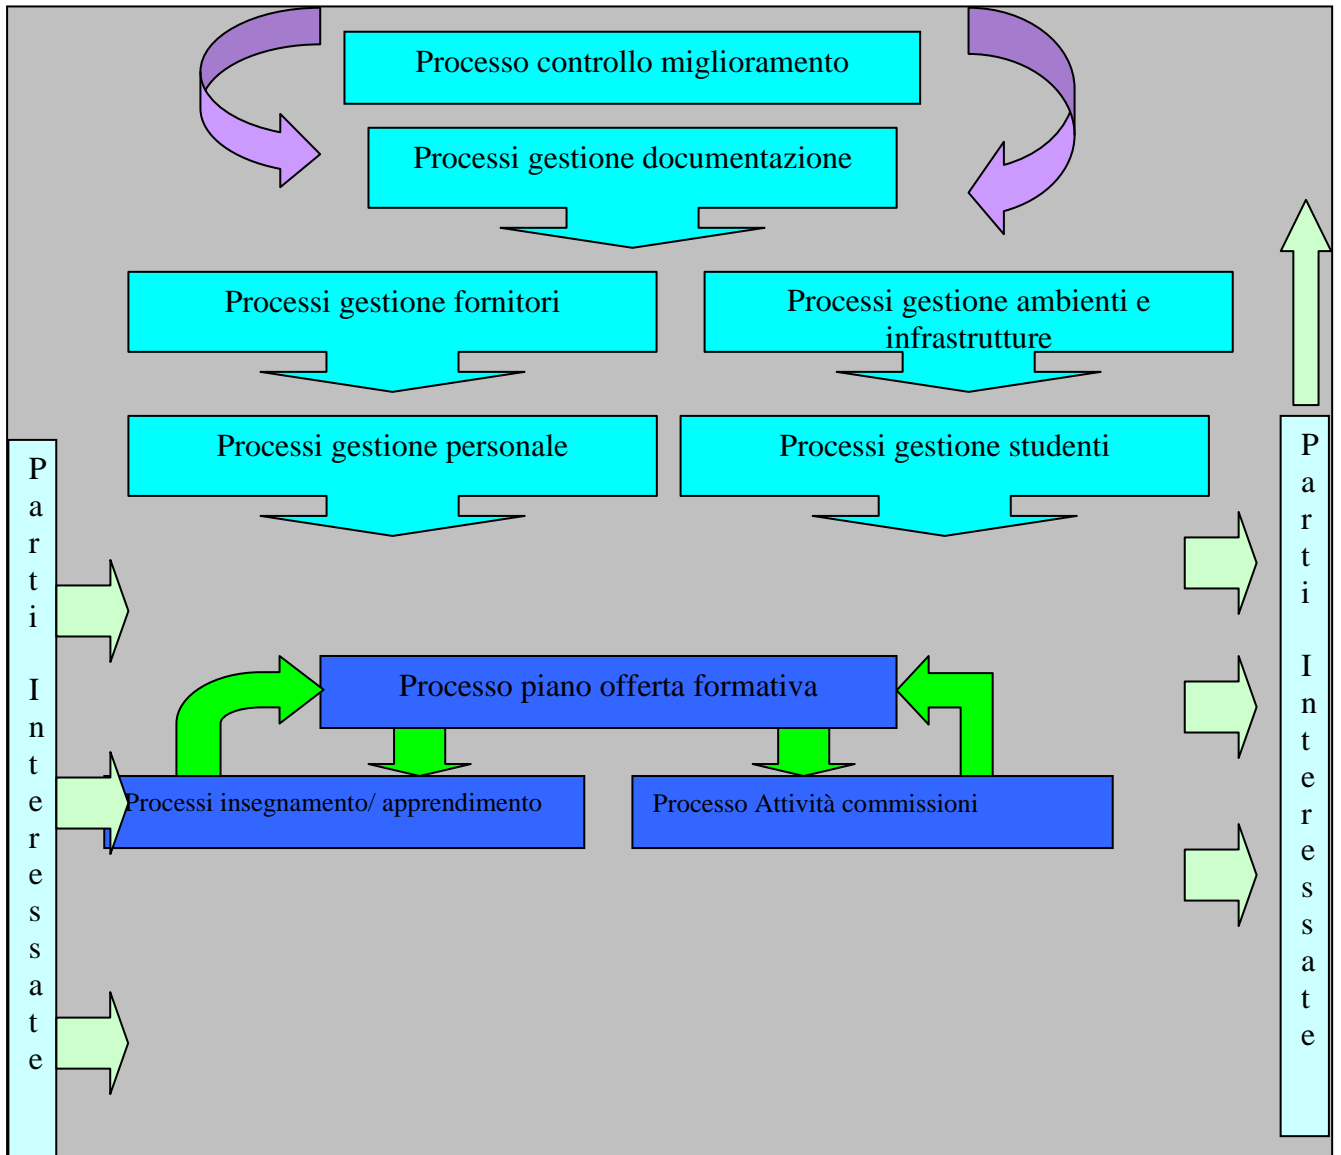 Processo controllo miglioramento
Processi gestione documentazione
Processi gestione fornitori
Processi gestione ambienti e
infrastrutture
Processi gestione personale
Processi gestione studenti
Parti Interessate
Parti Interessate
Processo piano offerta formativa
Processi insegnamento/ apprendimento
Processo Attività commissioni